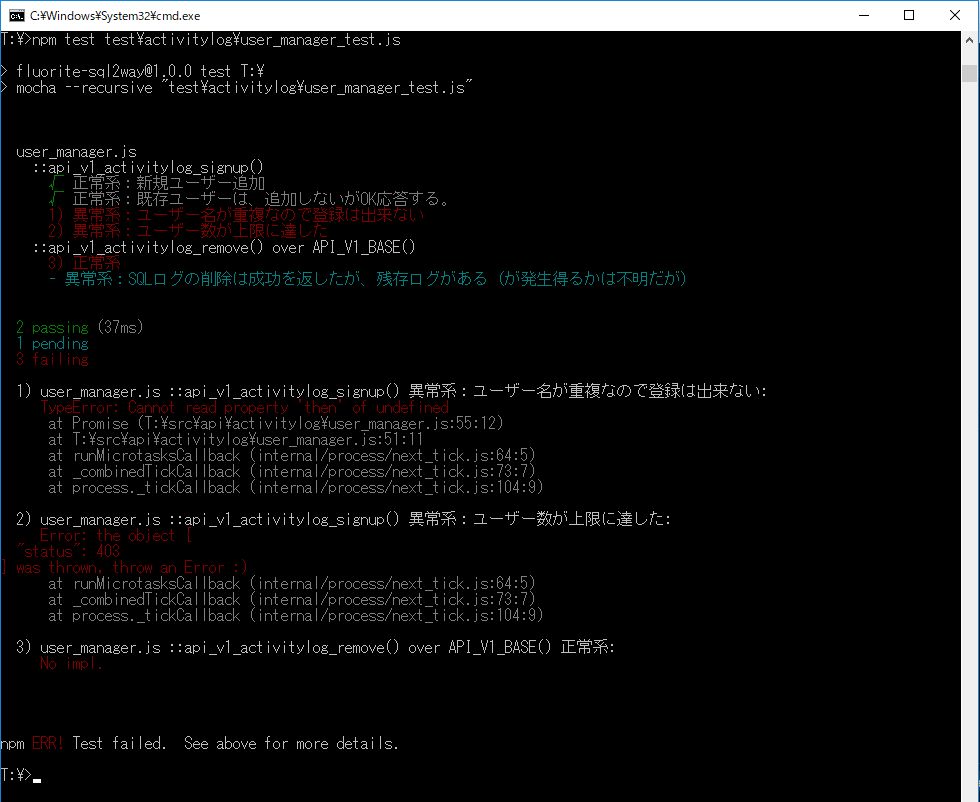 C:¥Windows¥System32¥cmd.exe
T:¥>npm test test¥activitylog¥user_manager_test.js
> fluorite-sql2way@1.0.0 test T:¥
> mocha --recursive "test¥activitylog¥user_manager_test.js"
user_manager.js
::api_v1_activitylog_signup()
√ 正常系：新規ユーザー追加
√ 正常系：既存ユーザーは、追加しないがOK応答する。
1) 異常系：ユーザー名が重複なので登録は出来ない
2) 異常系：ユーザー数が上限に達した
::api_v1_activitylog_remove() over API_V1_BASE()
3) 正常系
- 異常系：SQLログの削除は成功を返したが、残存ログがある（が発生得るかは不明だが）
2 passing (37ms)
1 pending
3 failing
1) user_manager.js ::api_v1_activitylog_signup() 異常系：ユーザー名が重複なので登録は出来ない:
TypeError: Cannot read property 'then' of undefined
at Promise (T:¥src¥api¥activitylog¥user_manager.js:55:12)
at T:¥src¥api¥activitylog¥user_manager.js:51:11
at runMicrotasksCallback (internal/process/next_tick.js:64:5)
at _combinedTickCallback (internal/process/next_tick.js:73:7)
at process._tickCallback (internal/process/next_tick.js:104:9)
2) user_manager.js ::api_v1_activitylog_signup() 異常系：ユーザー数が上限に達した:
Error: the object {
"status": 403
} was thrown, throw an Error :)
at runMicrotasksCallback (internal/process/next_tick.js:64:5)
at _combinedTickCallback (internal/process/next_tick.js:73:7)
at process._tickCallback (internal/process/next_tick.js:104:9)
3) user_manager.js ::api_v1_activitylog_remove() over API_V1_BASE() 正常系:
No impl.
npm ERR! Test failed.  See above for more details.
T:¥>